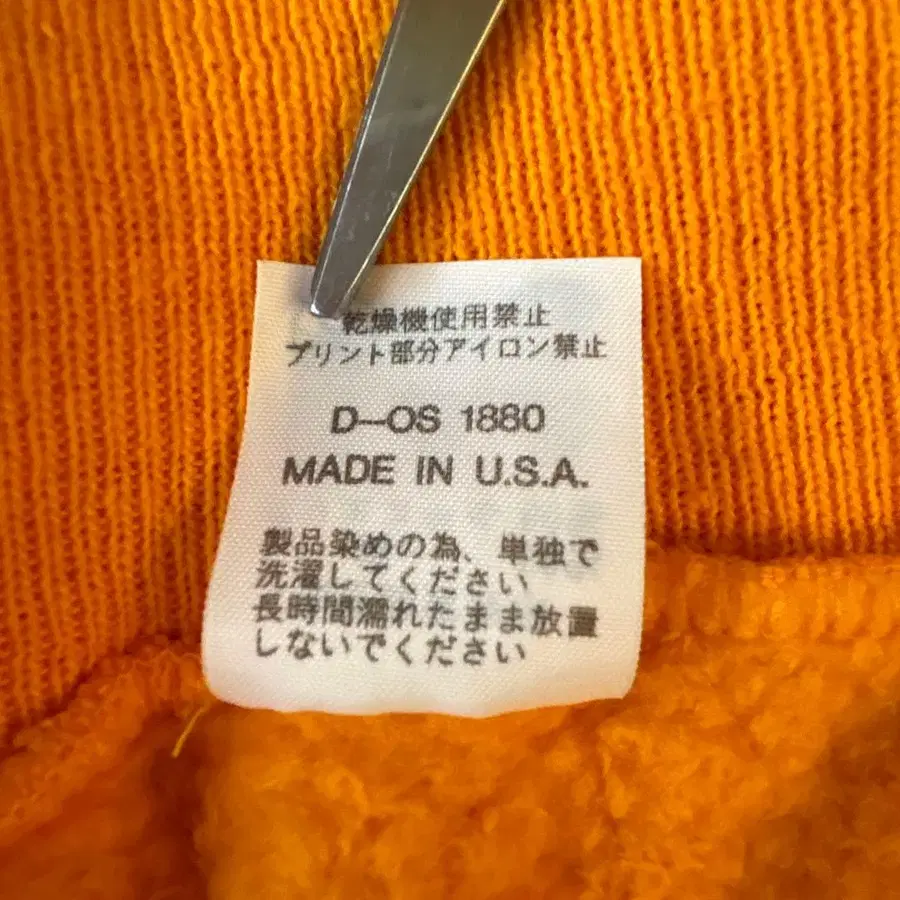 乾燥機使用禁止
プリント部分アイロン禁止
D-OS 1880
MADE IN U.S.A.
製品染めの為、単独で
洗濯してください
長時間濡れたまま放置
しないでください